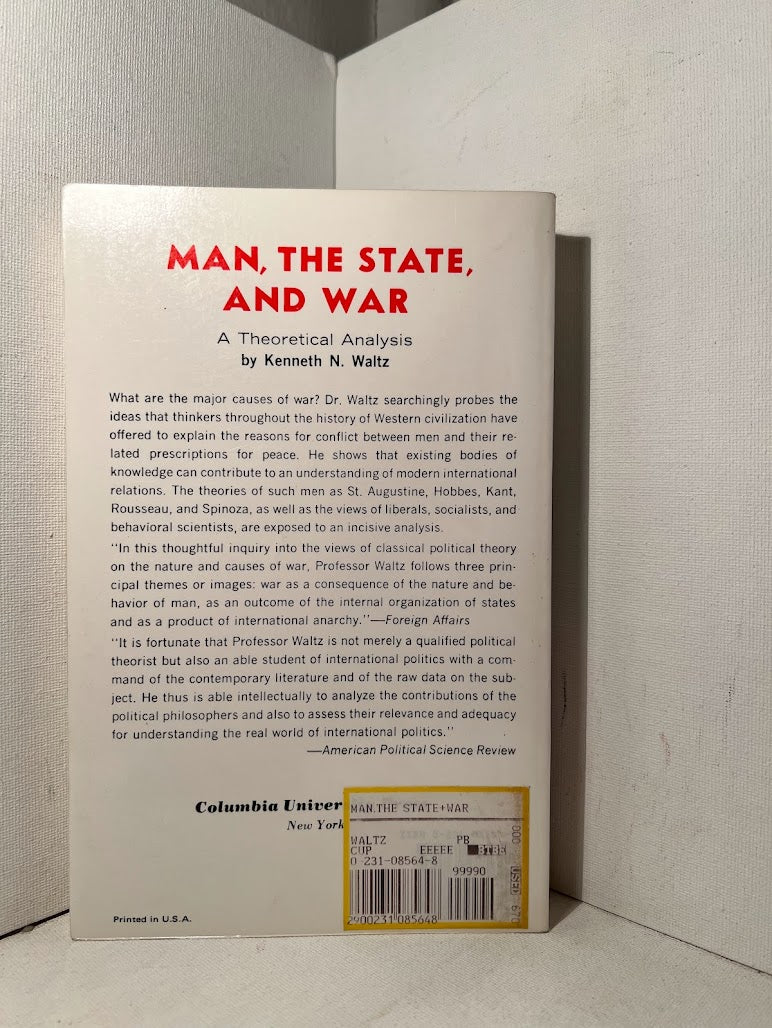 MAN, THE STATE,
AND WAR
A Theoretical Analysis
by Kenneth N. Waltz
What are the major causes of war? Dr. Waltz searchingly probes the
ideas that thinkers throughout the history of Western civilization have
offered to explain the reasons for conflict between men and their re-
lated prescriptions for peace. He shows that existing bodies of
knowledge can contribute to an understanding of modern international
relations. The theories of such men as St. Augustine, Hobbes, Kant,
Rousseau, and Spinoza, as well as the views of liberals, socialists, and
behavioral scientists, are exposed to an incisive analysis.
"In this thoughtful inquiry into the views of classical political theory
on the nature and causes of war, Professor Waltz follows three prin-
cipal themes or images: war as a consequence of the nature and be-
havior of man, as an outcome of the internal organization of states
and as a product of international anarchy."—Foreign Affairs
"It is fortunate that Professor Waltz is not merely a qualified political
theorist but also an able student of international politics with a com-
mand of the contemporary literature and of the raw data on the sub-
ject. He thus is able intellectually to analyze the contributions of the
political philosophers and also to assess their relevance and adequacy
for understanding the real world of international politics."
—American Political Science Review
Columbia Univer
New York
MAN.THE STATE+WAR
WALTZ PB
CUP EEEEE
0-231-08564-8
99990
2900231085648
USED
Printed in U.S.A.